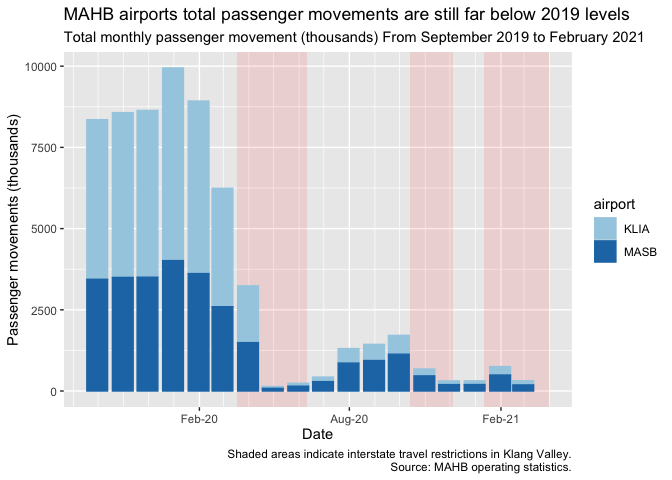 MAHB airports total passenger movements are still far below 2019 levels
Total monthly passenger movement (thousands) From September 2019 to February 2021
Passenger movements (thousands)
10000
7500
5000
2500
0
Feb-20
Aug-20
Feb-21
Date
airport
KLIA
MASB
Shaded areas indicate interstate travel restrictions in Klang Valley.
Source: MAHB operating statistics.